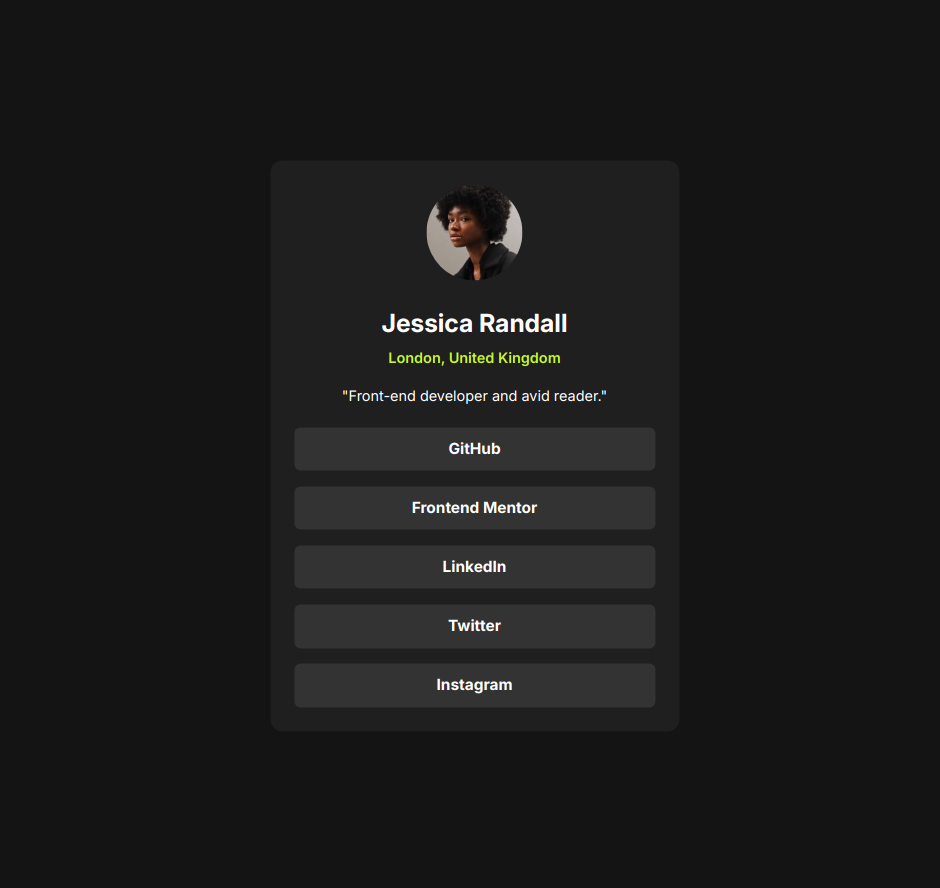 Jessica Randall
London, United Kingdom
"Front-end developer and avid reader."
GitHub
Frontend Mentor
LinkedIn
Twitter
Instagram